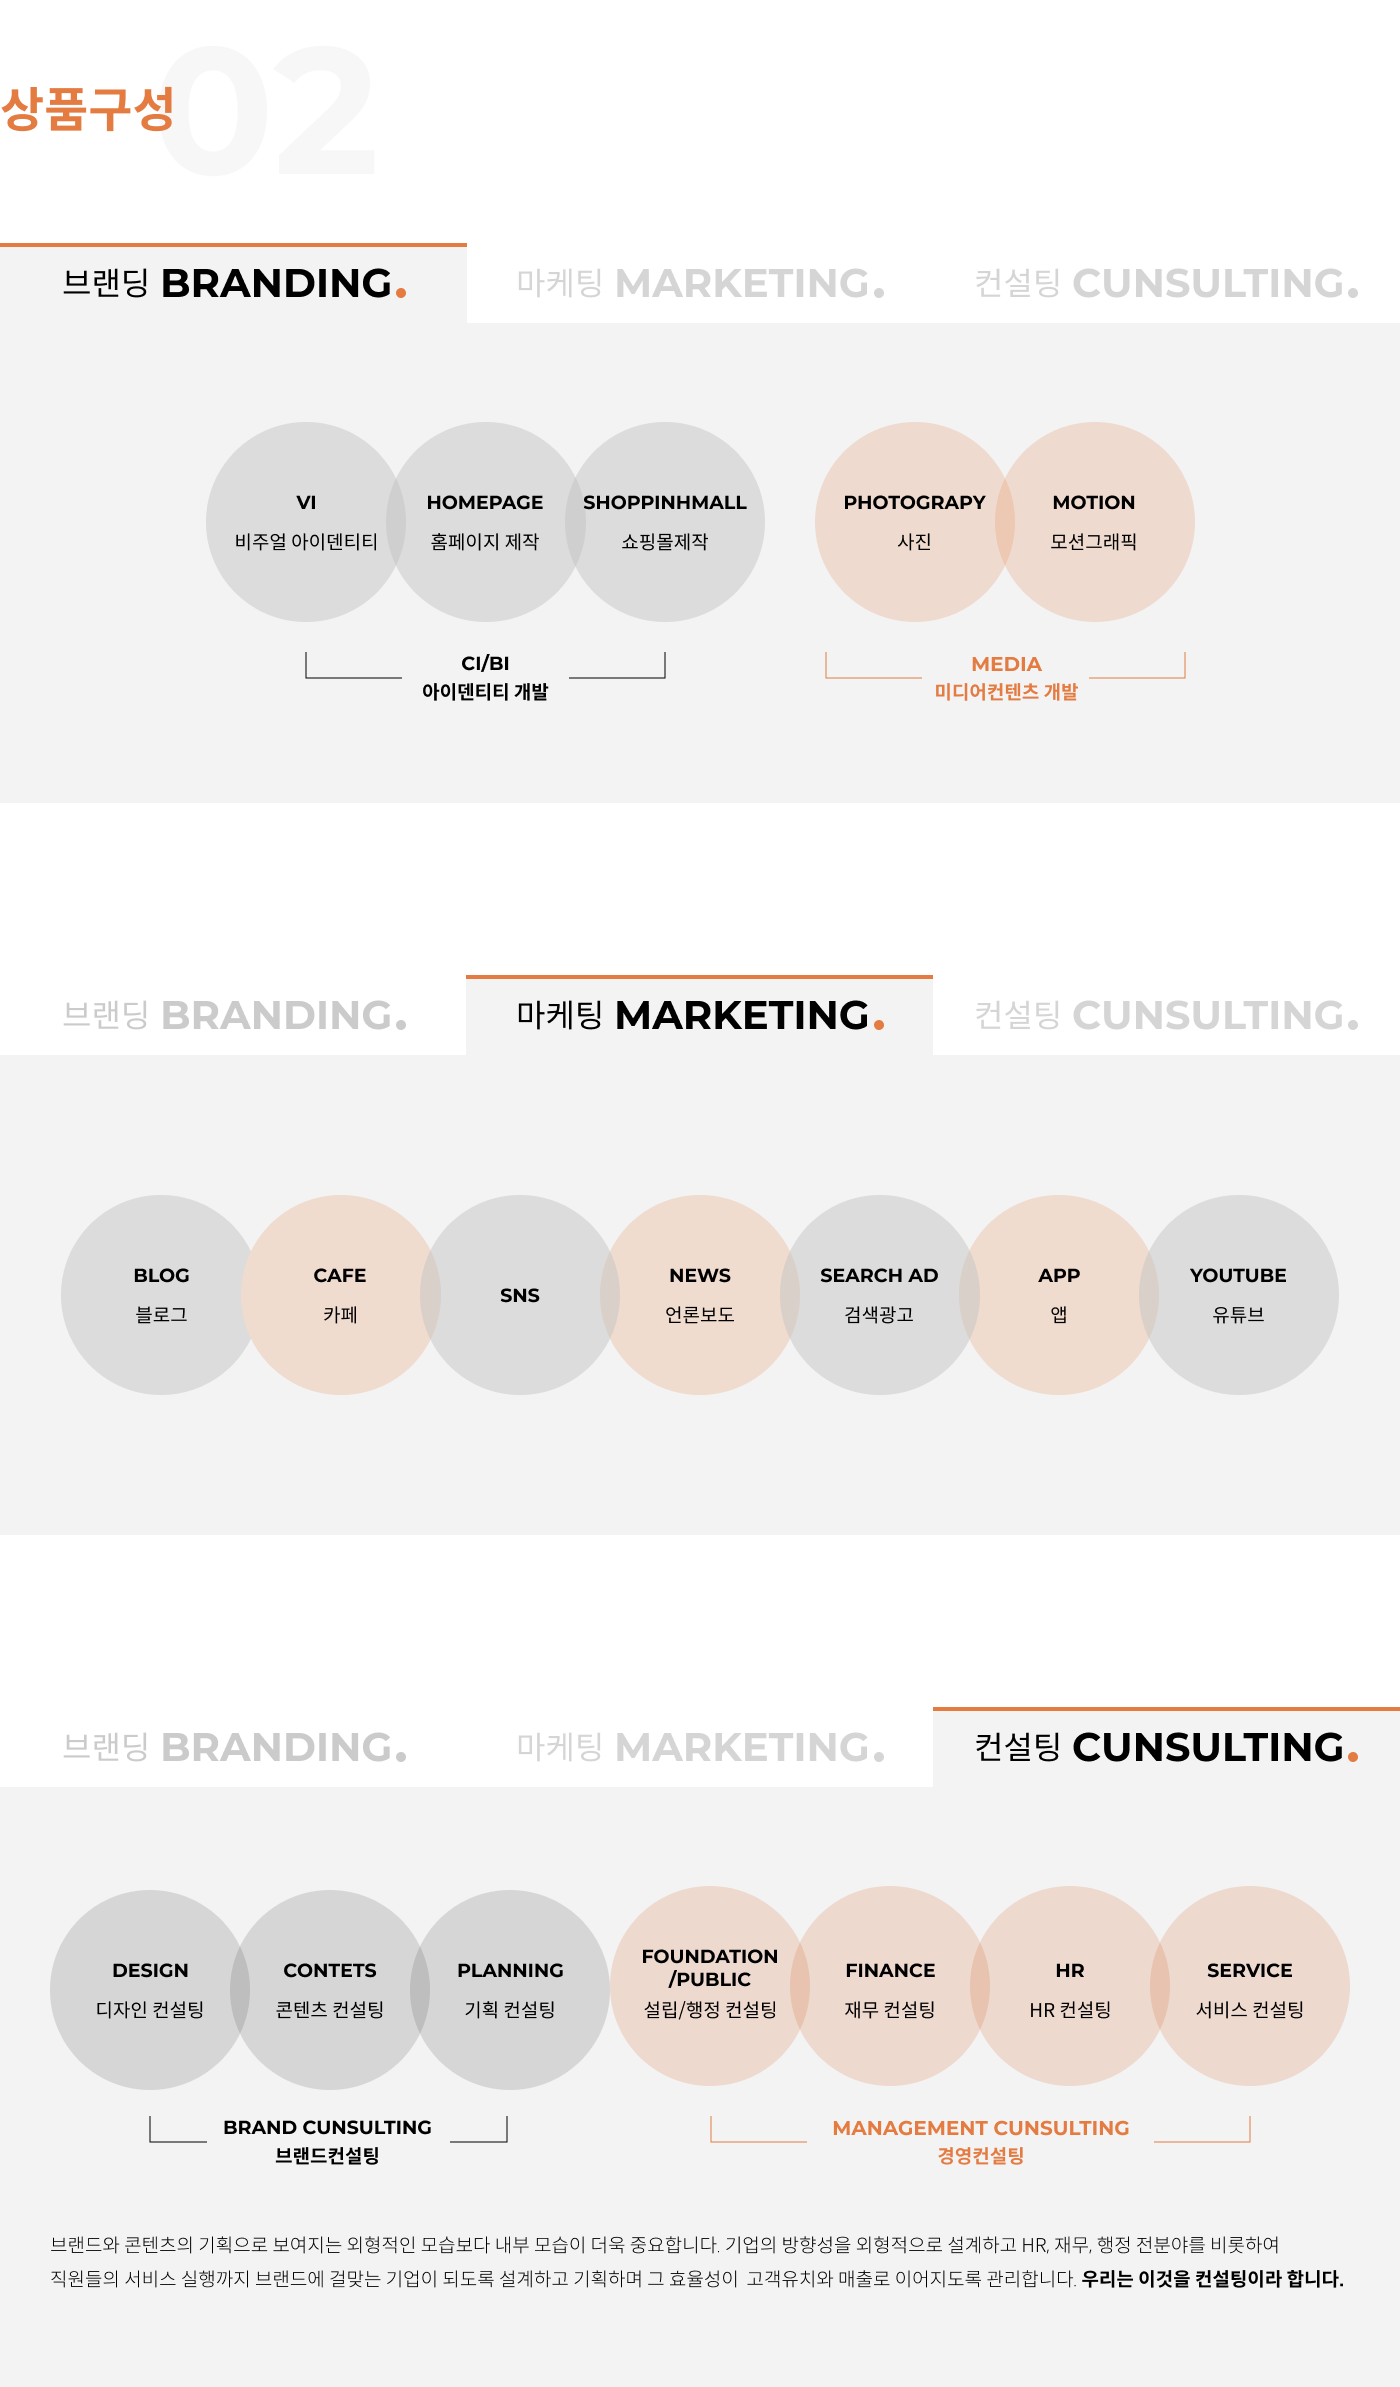 상품구성 02
브랜딩 BRANDING.
마케팅 MARKETING.
컨설팅 CUNSULTING.
VI
비주얼 아이덴티티
HOMEPAGE
홈페이지 제작
SHOPPINHMALL
쇼핑몰제작
PHOTOGRAPY
사진
MOTION
모션그래픽
CI/BI
아이덴티티 개발
MEDIA
미디어컨텐츠 개발
브랜딩 BRANDING.
마케팅 MARKETING.
컨설팅 CUNSULTING.
BLOG
블로그
CAFE
카페
SNS
NEWS
언론보도
SEARCH AD
검색광고
APP
앱
YOUTUBE
유튜브
브랜딩 BRANDING.
마케팅 MARKETING.
컨설팅 CUNSULTING.
DESIGN
디자인 컨설팅
CONTETS
콘텐츠 컨설팅
PLANNING
기획 컨설팅
FOUNDATION
/PUBLIC
설립/행정 컨설팅
FINANCE
재무 컨설팅
HR
HR 컨설팅
SERVICE
서비스 컨설팅
BRAND CUNSULTING
브랜드컨설팅
MANAGEMENT CUNSULTING
경영컨설팅
브랜드와 콘텐츠의 기획으로 보여지는 외형적인 모습보다 내부 모습이 더욱 중요합니다. 기업의 방향성을 외형적으로 설계하고 HR, 재무, 행정 전분야를 비롯하여
직원들의 서비스 실행까지 브랜드에 걸맞는 기업이 되도록 설계하고 기획하며 그 효율성이 고객유치와 매출로 이어지도록 관리합니다. 우리는 이것을 컨설팅이라 합니다.